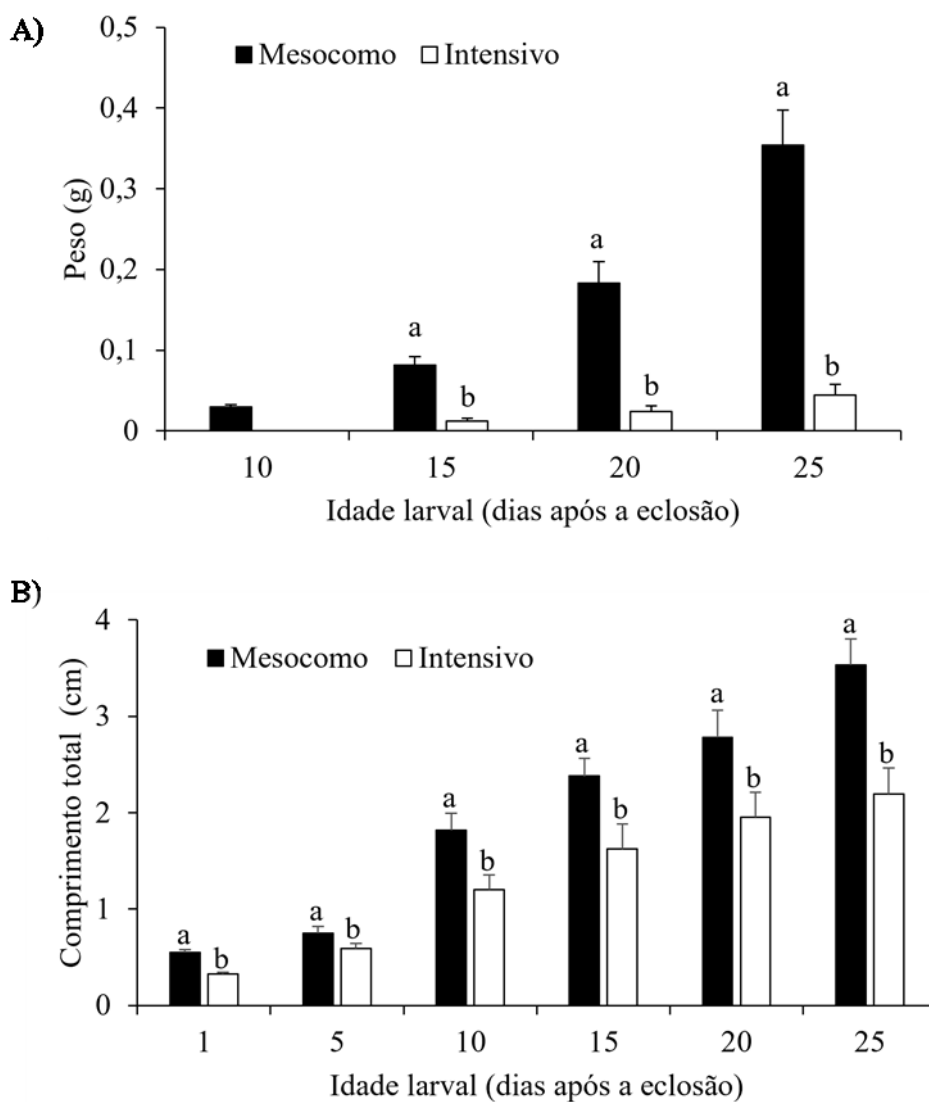 A)
0,5
0,4
0,3
0,2
0,1
0
Peso (g)
Mesocomo Intensivo
a
a
a
b
b
b
10 15 20 25
Idade larval (dias após a eclosão)
B)
4
3
2
1
0
Comprimento total (cm)
Mesocomo Intensivo
a b a b a b a b a b a b
1 5 10 15 20 25
Idade larval (dias após a eclosão)